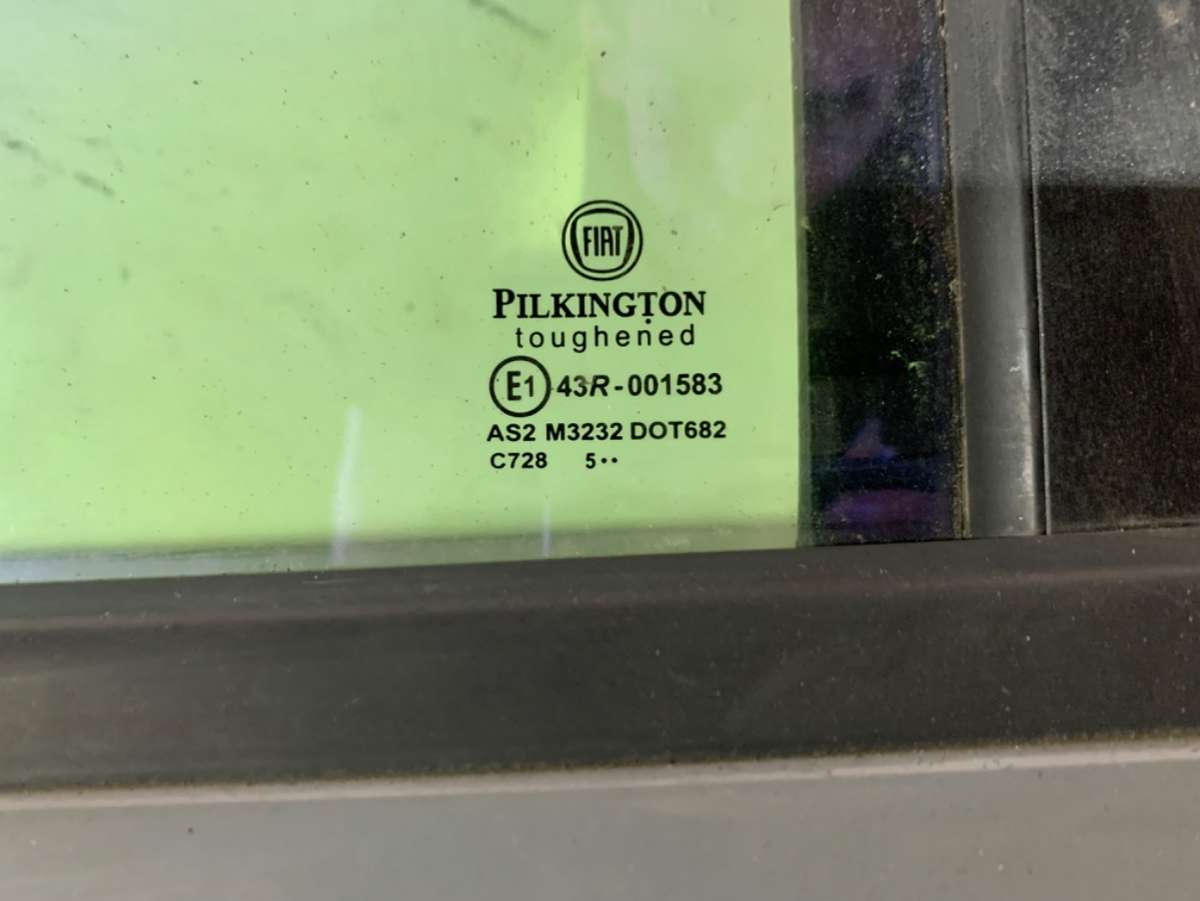 FIAT
PILKINGTON
toughened
E1 43R-001583
AS2 M3232 DOT682
C728 5••